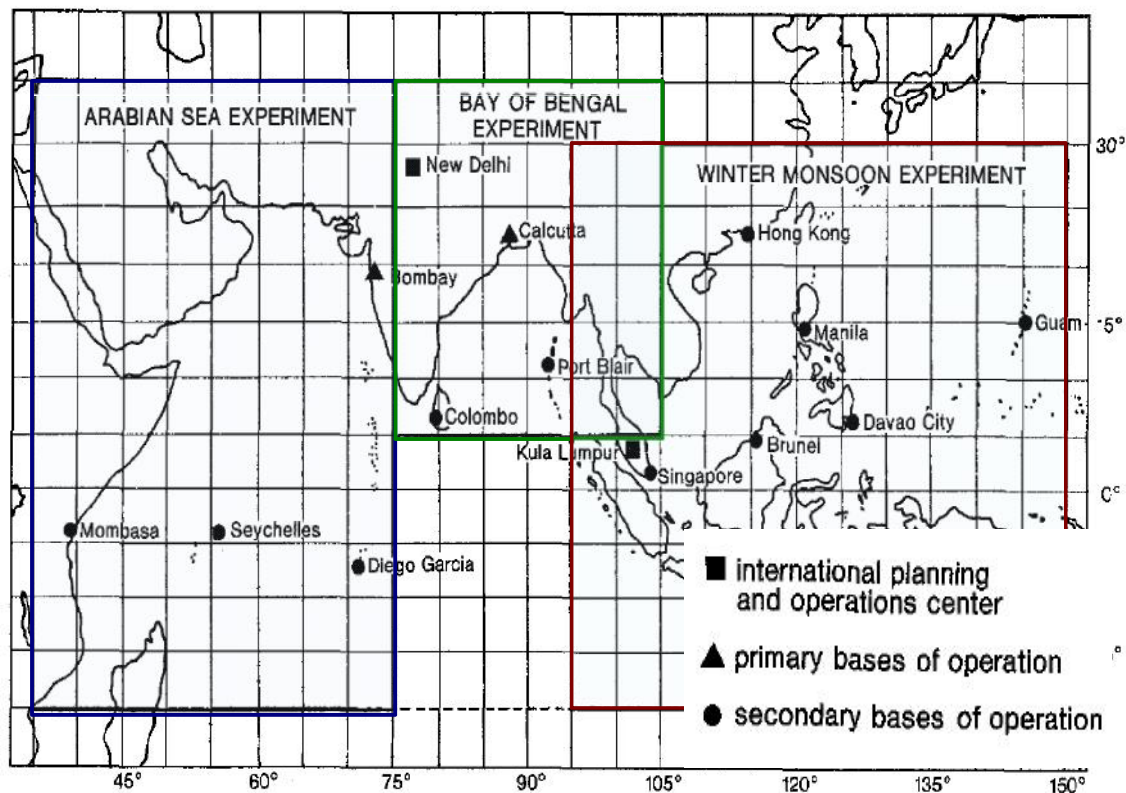 ARABIAN SEA EXPERIMENT
BAY OF BENGAL
EXPERIMENT
WINTER MONSOON EXPERIMENT
30°
New Delhi
Calcutta
Hong Kong
Bombay
Manila
Guam
5°
Port Blair
Colombo
Davao City
Brunel
Kula Lumpur
Singapore
0°
Mombasa
Seychelles
Diego Garcia
international planning
and operations center
primary bases of operation
secondary bases of operation
45°
60°
75°
90°
105°
120°
135°
150°